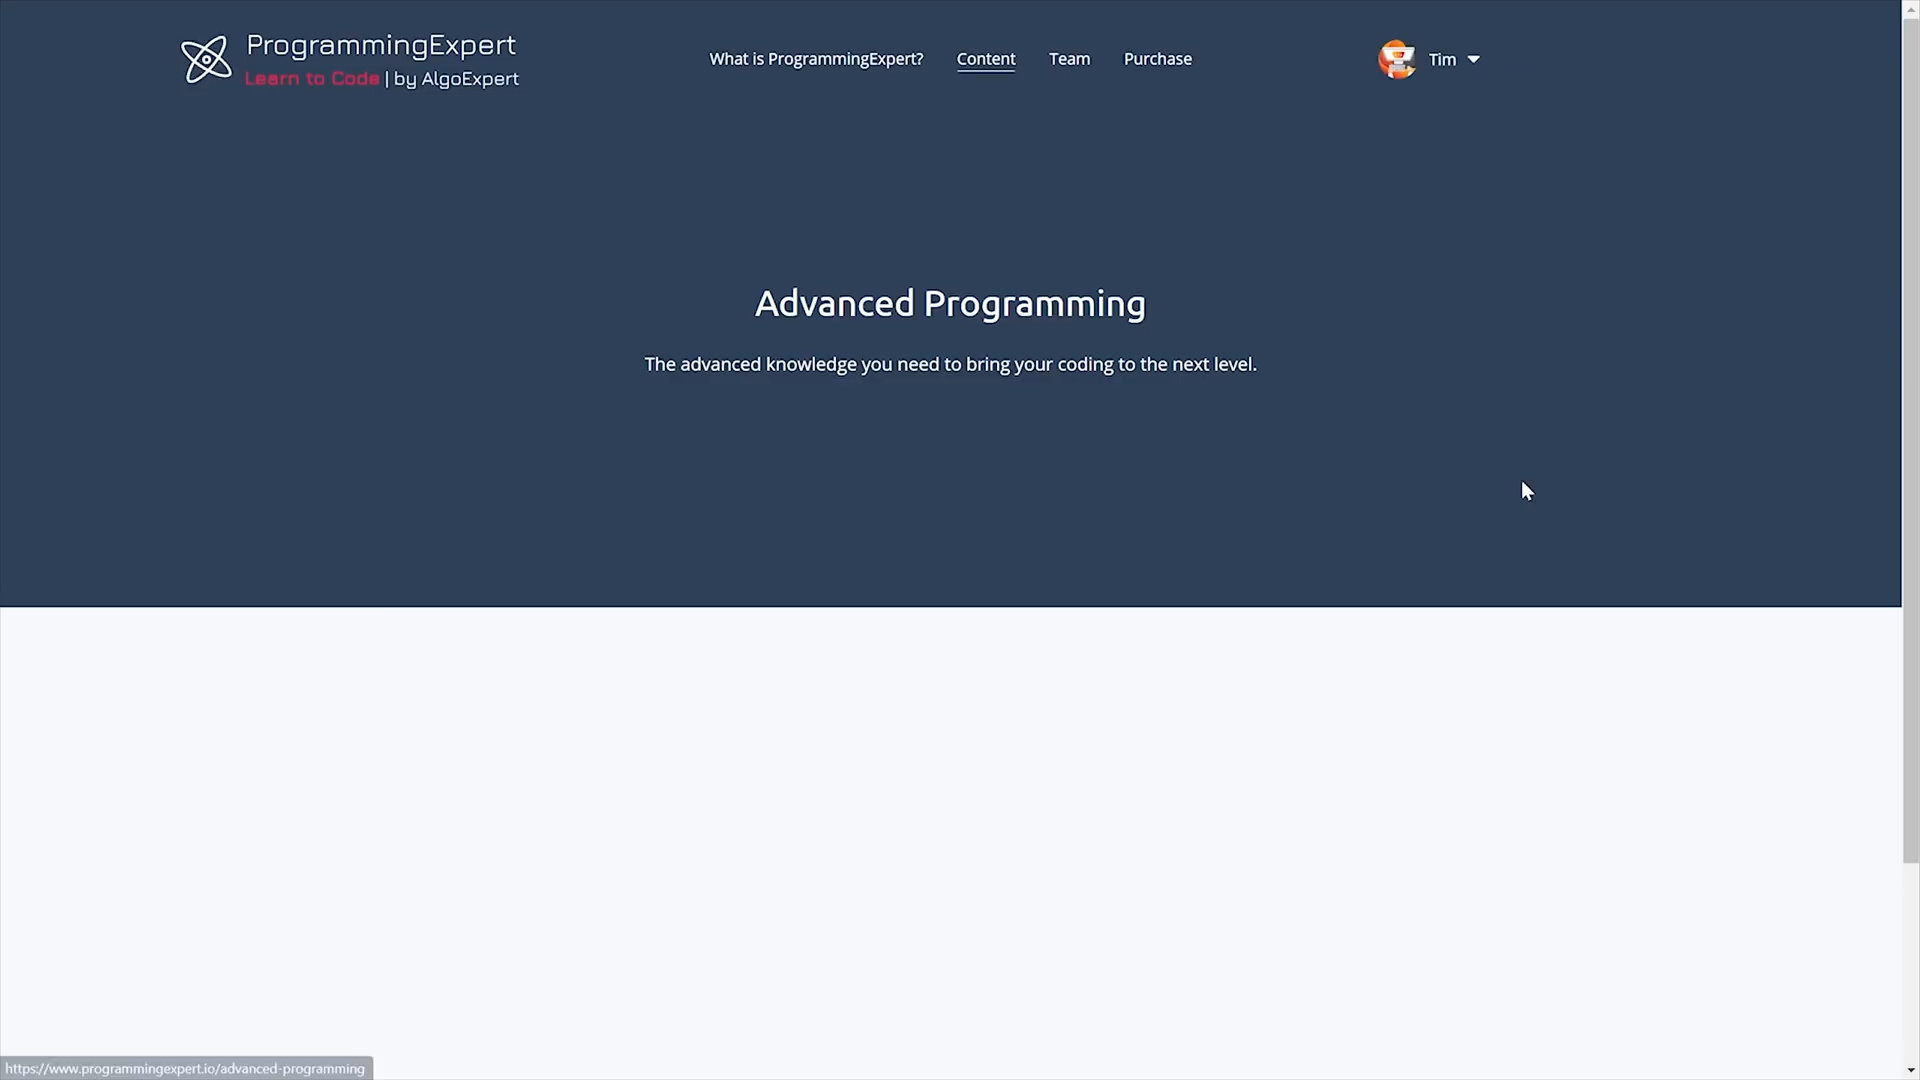 ProgrammingExpert
Learn to Code | by AlgoExpert
What is ProgrammingExpert?
Content
Team
Purchase
Tim
Advanced Programming
The advanced knowledge you need to bring your coding to the next level.
https://www.programmingexpert.io/advanced-programming